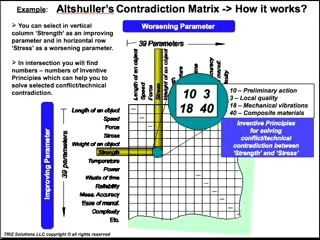 Example: Altshuller's Contradiction Matrix -> How it works?
➢ You can select in vertical
column 'Strength' as an improving
parameter and in horizontal row
'Stress' as a worsening parameter.
➢ In intersection you will find
numbers – numbers of Inventive
Principles which can help you to
solve selected conflict/technical
contradiction.
Worsening Parameter
39 Parameters
Length of an object
Speed
Force
Stress
Weight of an object
Strength
10 3
18 40
10 – Preliminary action
3 – Local quality
18 – Mechanical vibrations
40 – Composite materials
Inventive Principles
for solving
conflict/technical
contradiction between
'Strength' and 'Stress'
Improving Parameter
39 parameters
Length of an object
Speed
Force
Stress
Weight of an object
Strength
Temperature
Power
Waste of time
Reliability
Meas. Accuracy
Ease of manuf.
Complexity
Etc.
TRIZ Solutions LLC copyright © all rights reserved